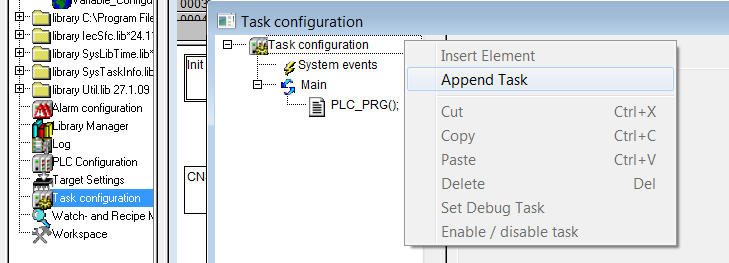 Variable_Configu
library C:\Program File
library IecSfc.lib*24.11
library SysLibTime.lib*
library SysTaskInfo.lib
library Util.lib 27.1.09
Alarm configuration
Library Manager
Log
PLC Configuration
Target Settings
Task configuration
Watch- and Recipe M
Workspace
0003
0004
Init
CN
Task configuration
Task configuration
System events
Main
PLC_PRG();
Insert Element
Append Task
Cut Ctrl+X
Copy Ctrl+C
Paste Ctrl+V
Delete Del
Set Debug Task
Enable / disable task